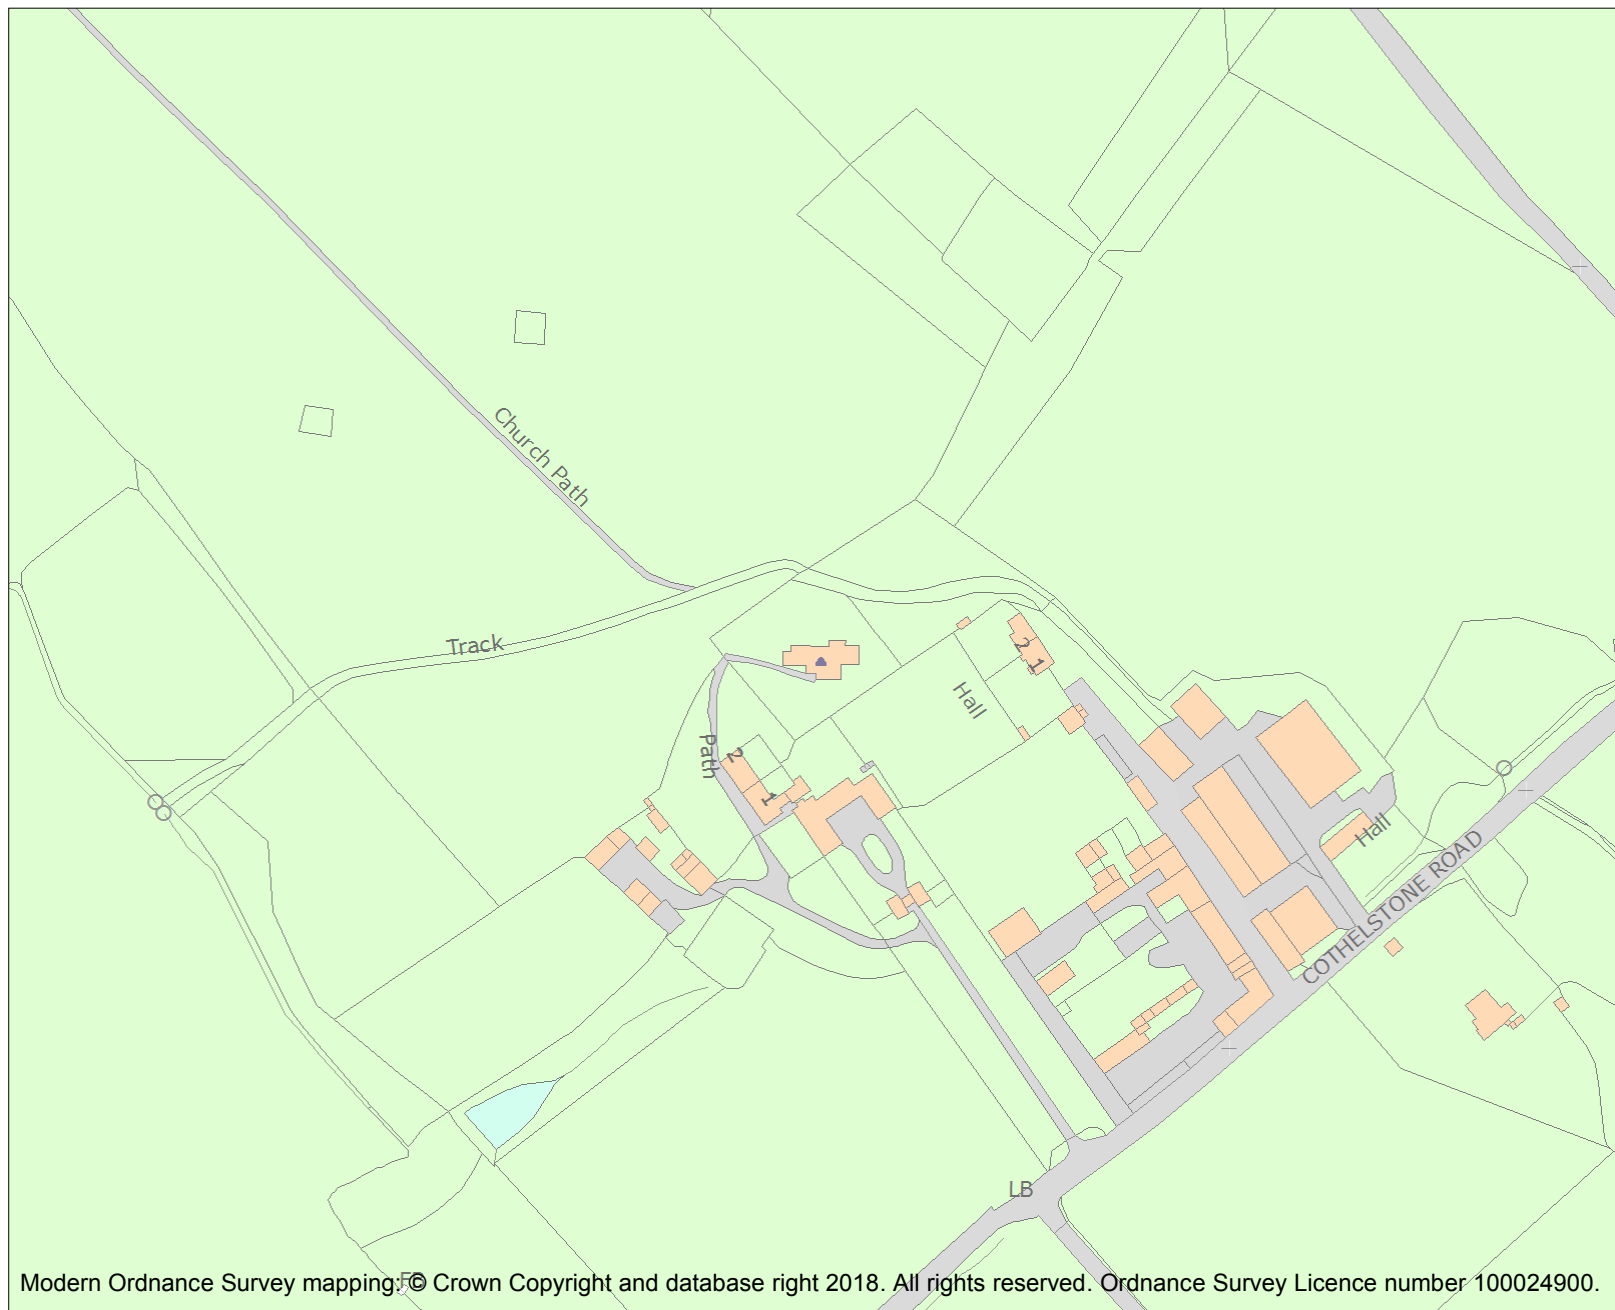 Church Path
Track
2
1
Hall
Path
2
1
Hall
COTHELSTONE ROAD
LB
FB
Modern Ordnance Survey mapping: © Crown Copyright and database right 2018. All rights reserved. Ordnance Survey Licence number 100024900.